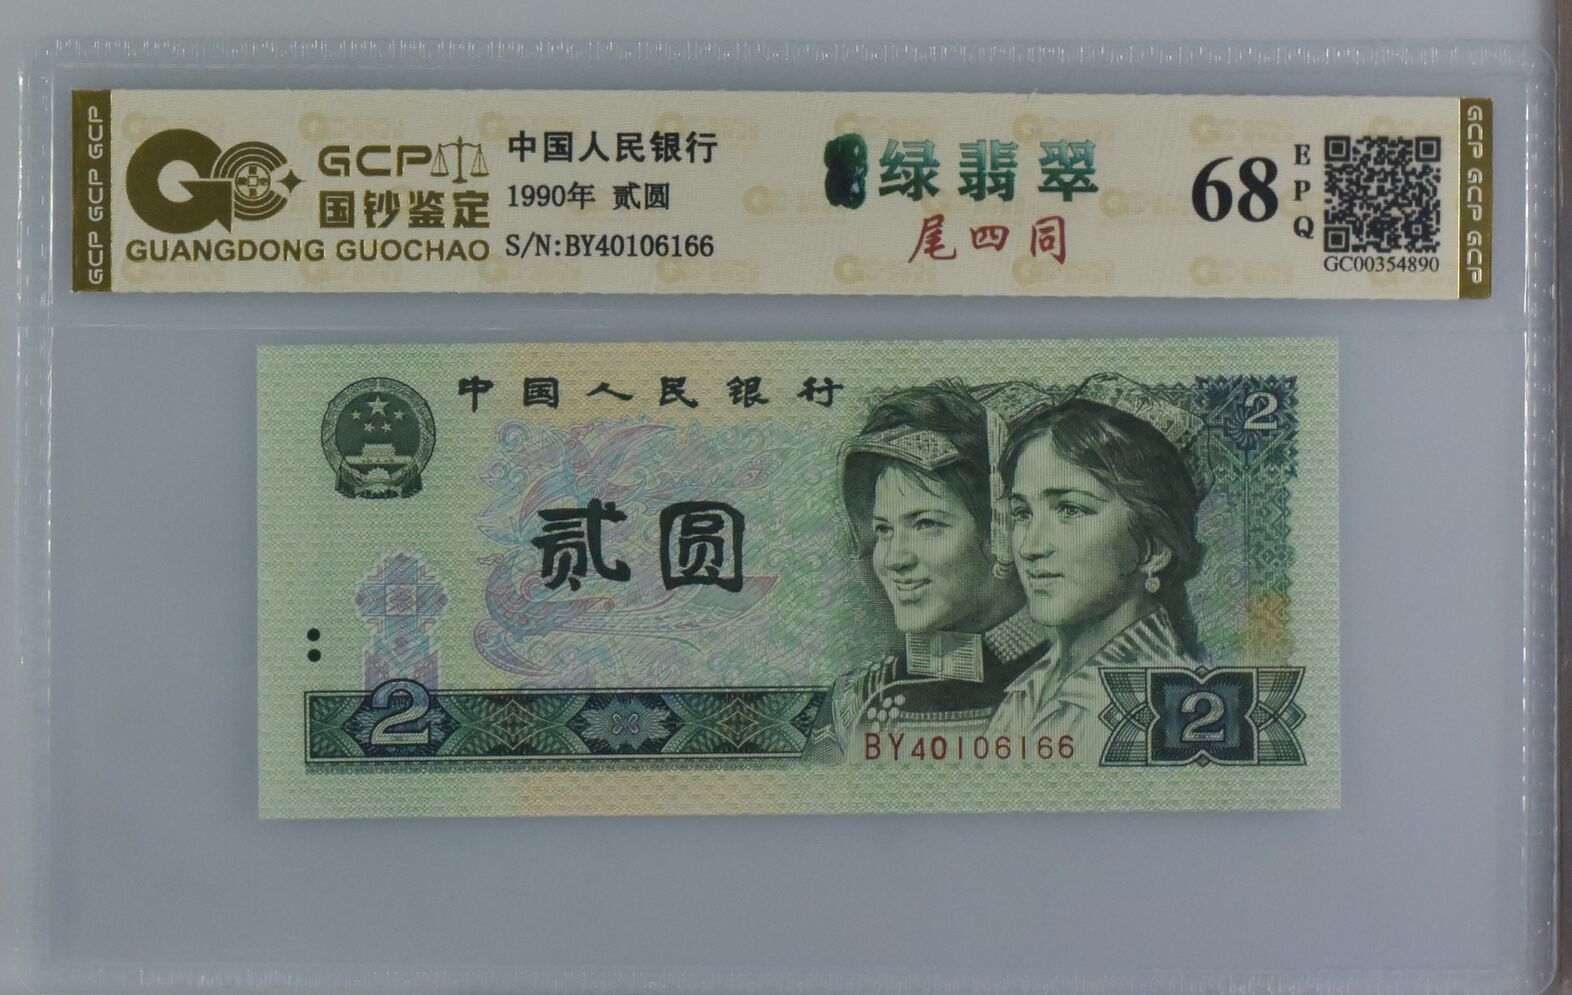 GCP GCP GCP
GCP
国钞鉴定
GUANGDONG GUOCHAO
中国人民银行
1990年 贰圆
S/N:BY40106166
绿翡翠
尾四同
68
EPQ
GC00354890
GCP GCP GCP
中国人民银行
2
贰圆
2
BY40106166
2